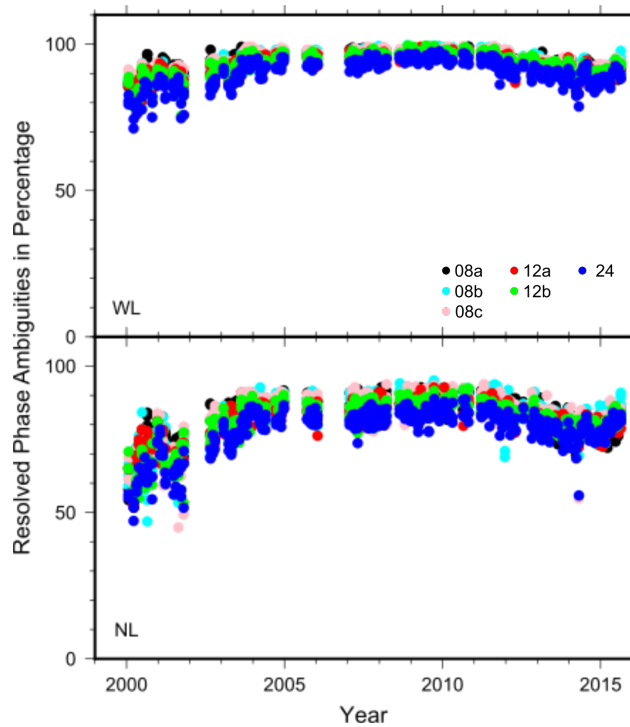 Resolved Phase Ambiguities in Percentage
100
50
0
WL
08a 12a 24
08b 12b
08c
100
50
0
NL
2000 2005 2010 2015
Year